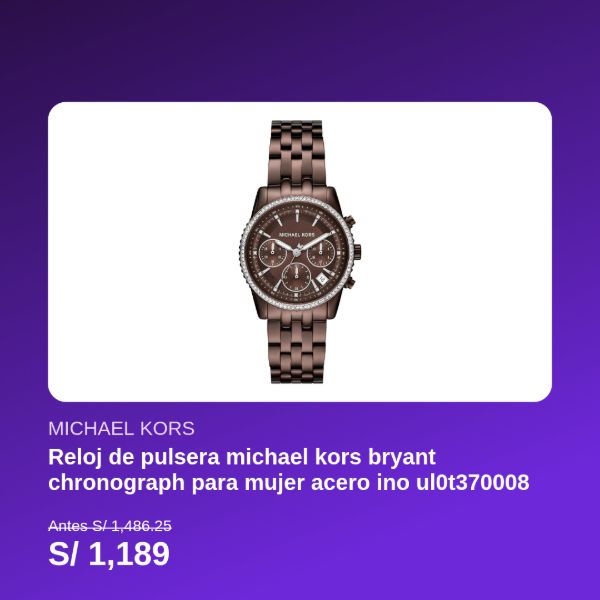 MICHAEL KORS
MICHAEL KORS
Reloj de pulsera michael kors bryant
chronograph para mujer acero ino ul0t370008
Antes S/ 1,486.25
S/ 1,189